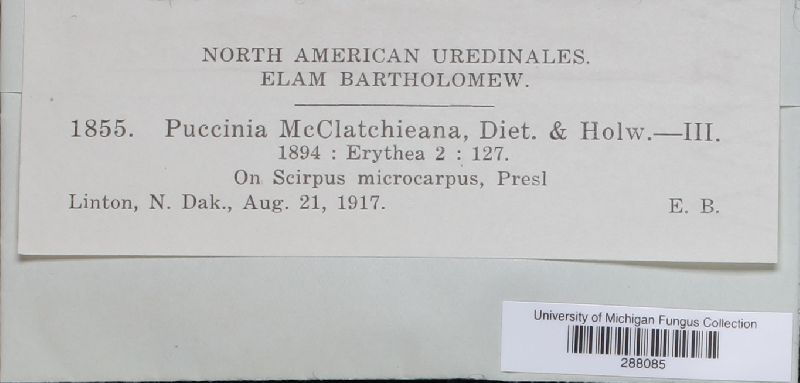 NORTH AMERICAN UREDINALES.
ELAM BARTHOLOMEW.
1855. Puccinia McClatchieana, Diet. & Holw.—III.
1894 : Erythea 2 : 127.
On Scirpus microcarpus, Presl
Linton, N. Dak., Aug. 21, 1917. E. B.
University of Michigan Fungus Collection
288085